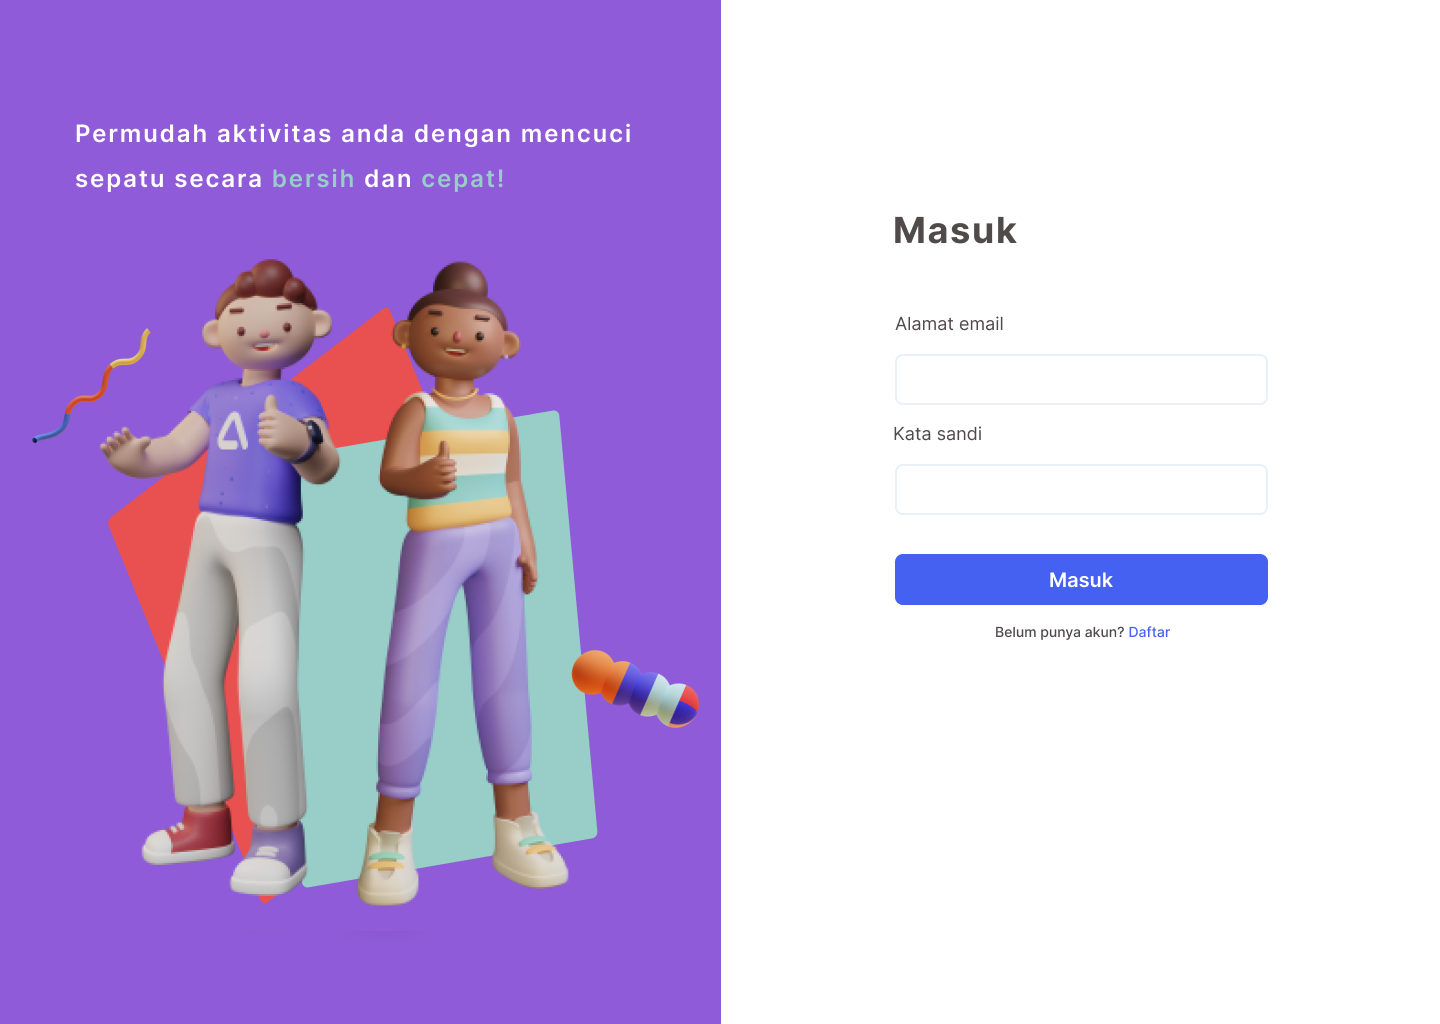 Permudah aktivitas anda dengan mencuci
sepatu secara bersih dan cepat!
Masuk
Alamat email
Kata sandi
Masuk
Belum punya akun? Daftar